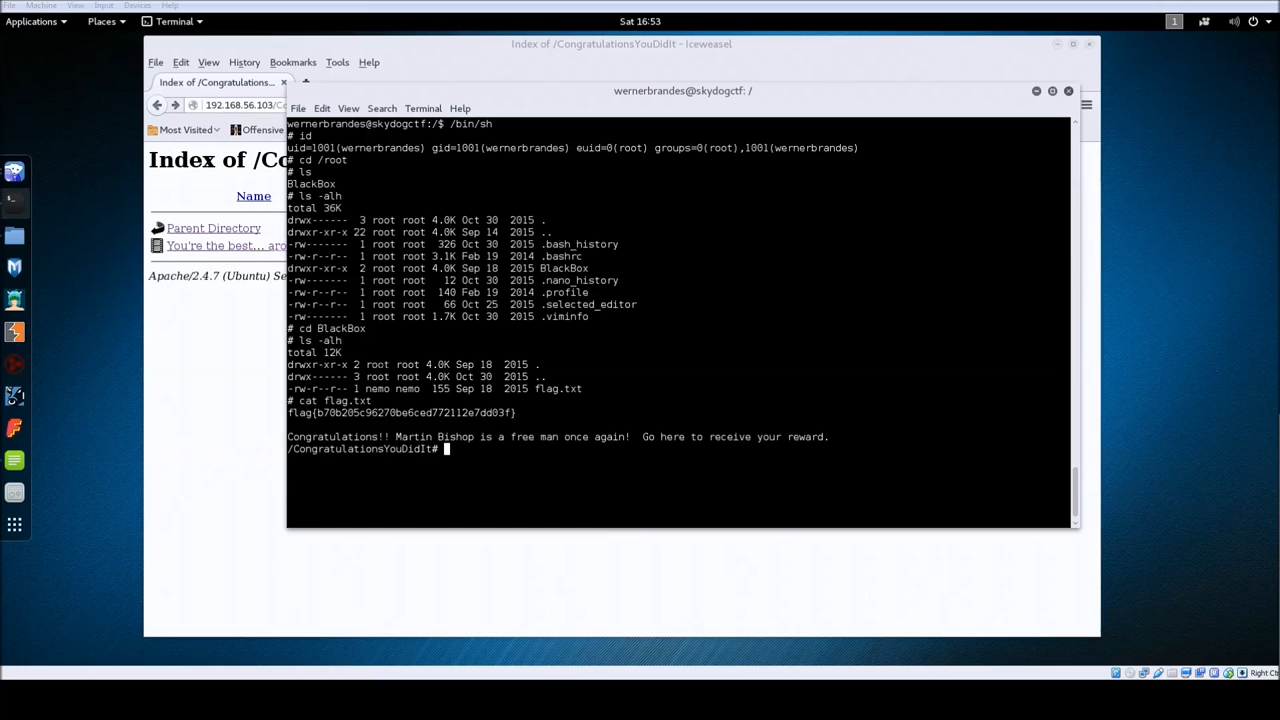 File Machine View Input Devices Help
Applications Places Terminal Sat 16:53 1
Index of /CongratulationsYouDidIt - Iceweasel
File Edit View History Bookmarks Tools Help
Index of /Congratulations...
192.168.56.103/Co
Most Visited Offensive
Index of /Co
Name
Parent Directory
You're the best... aro
Apache/2.4.7 (Ubuntu) Se
wernerbrandes@skydogctf: /
File Edit View Search Terminal Help
wernerbrandes@skydogctf:/$ /bin/sh
# id
uid=1001(wernerbrandes) gid=1001(wernerbrandes) euid=0(root) groups=0(root),1001(wernerbrandes)
# cd /root
# ls
BlackBox
# ls -alh
total 36K
drwx------ 3 root root 4.0K Oct 30 2015 .
drwxr-xr-x 22 root root 4.0K Sep 14 2015 ..
-rw------- 1 root root 326 Oct 30 2015 .bash_history
-rw-r--r-- 1 root root 3.1K Feb 19 2014 .bashrc
drwxr-xr-x 2 root root 4.0K Sep 18 2015 BlackBox
-rw------- 1 root root 12 Oct 30 2015 .nano_history
-rw-r--r-- 1 root root 140 Feb 19 2014 .profile
-rw-r--r-- 1 root root 66 Oct 25 2015 .selected_editor
-rw------- 1 root root 1.7K Oct 30 2015 .viminfo
# cd BlackBox
# ls -alh
total 12K
drwxr-xr-x 2 root root 4.0K Sep 18 2015 .
drwx------ 3 root root 4.0K Oct 30 2015 ..
-rw-r--r-- 1 nemo nemo 155 Sep 18 2015 flag.txt
# cat flag.txt
flag{b70b205c96270be6ced772112e7dd03f}
Congratulations!! Martin Bishop is a free man once again! Go here to receive your reward.
/CongratulationsYouDidIt#
Right Ctrl